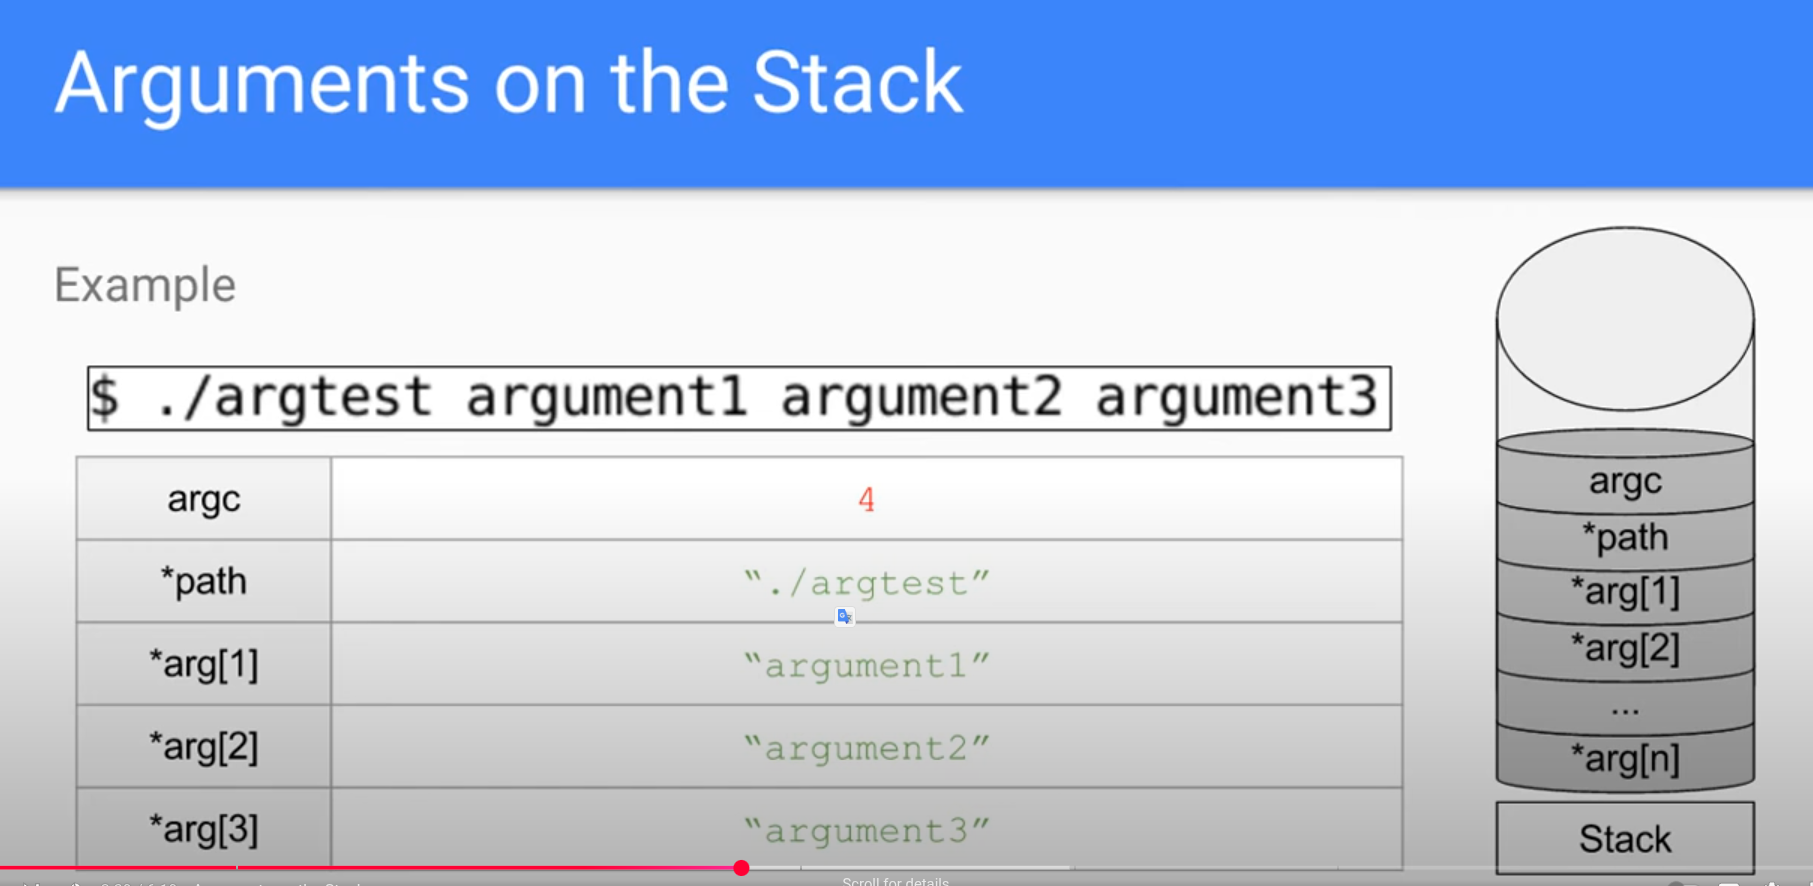 Arguments on the Stack
Example
$ ./argtest argument1 argument2 argument3
argc 4
*path “./argtest”
*arg[1] “argument1”
*arg[2] “argument2”
*arg[3] “argument3”
argc
*path
*arg[1]
*arg[2]
...
*arg[n]
Stack
Scroll for details